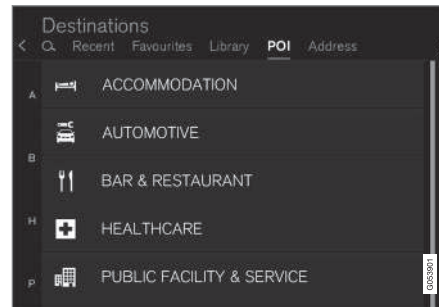 Destinations
Recent Favourites Library POI Address
A
ACCOMMODATION
AUTOMOTIVE
B
BAR & RESTAURANT
H
HEALTHCARE
P
PUBLIC FACILITY & SERVICE
G053901